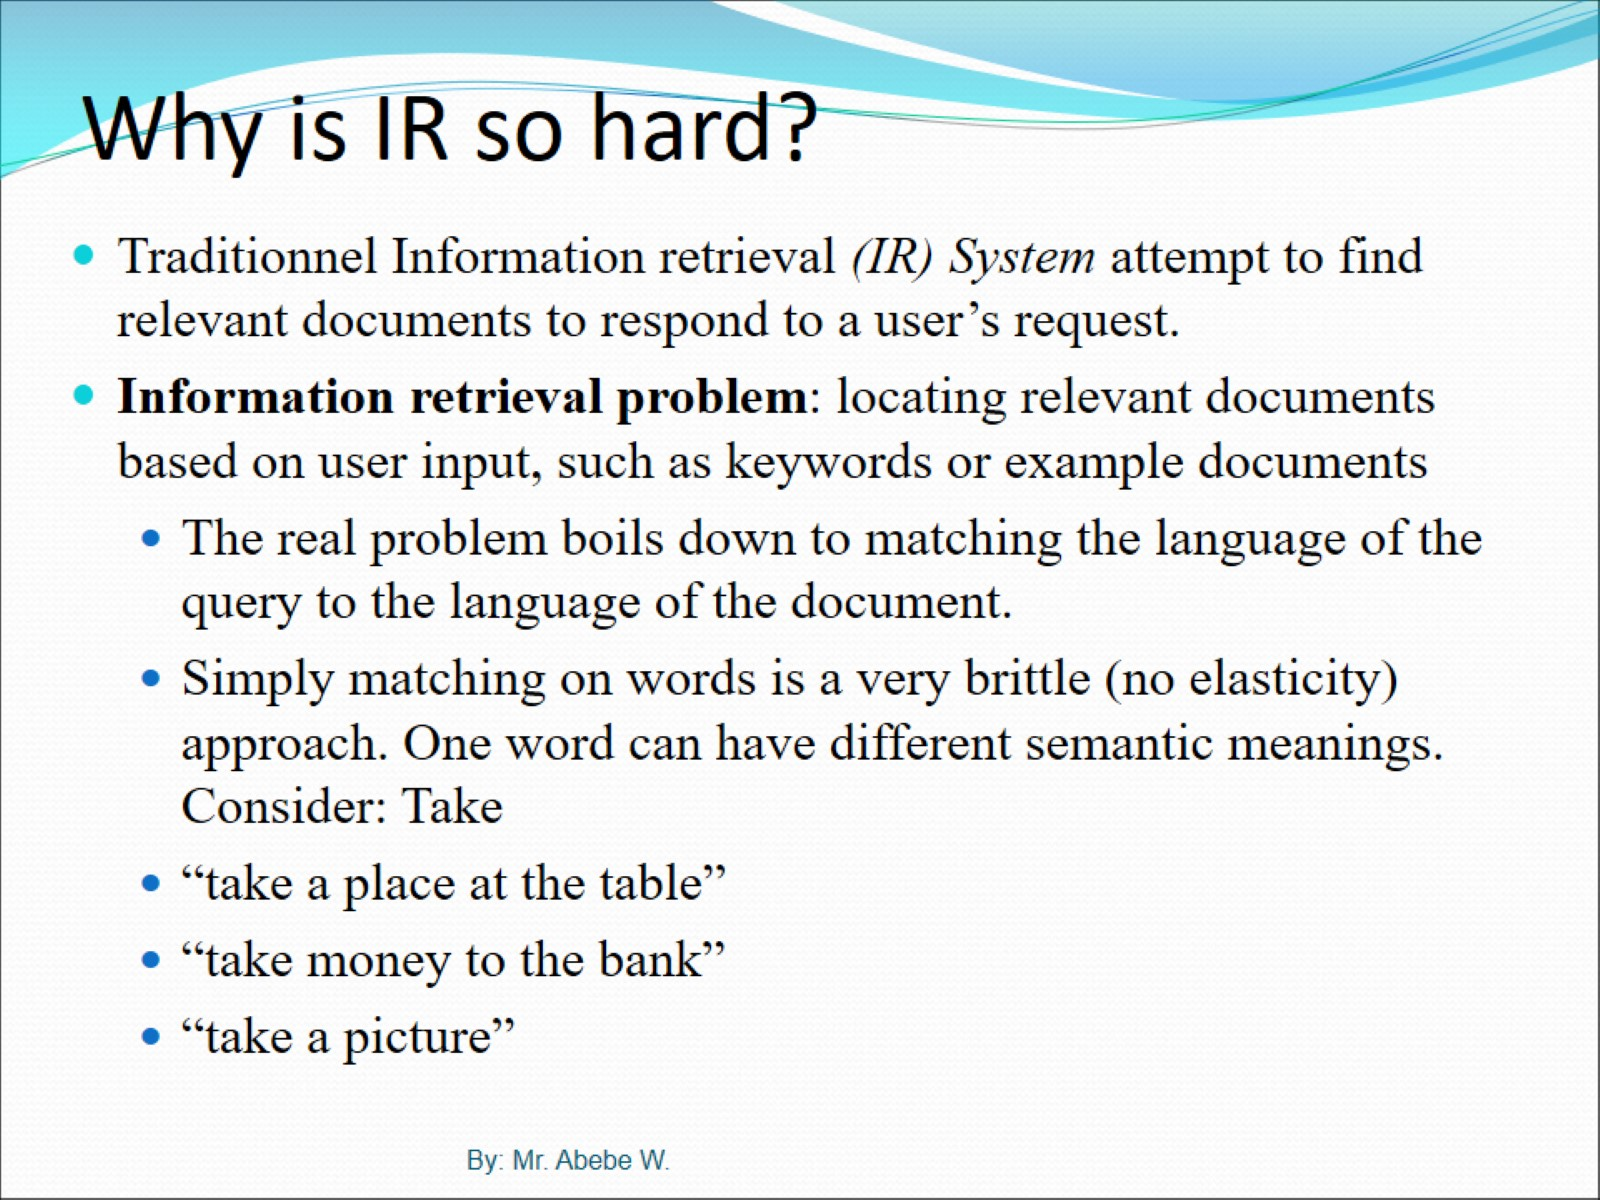 Why is IR so hard?
Traditionnel Information retrieval (IR) System attempt to find
relevant documents to respond to a user’s request.
Information retrieval problem: locating relevant documents
based on user input, such as keywords or example documents
The real problem boils down to matching the language of the
query to the language of the document.
Simply matching on words is a very brittle (no elasticity)
approach. One word can have different semantic meanings.
Consider: Take
“take a place at the table”
“take money to the bank”
“take a picture”
By: Mr. Abebe W.